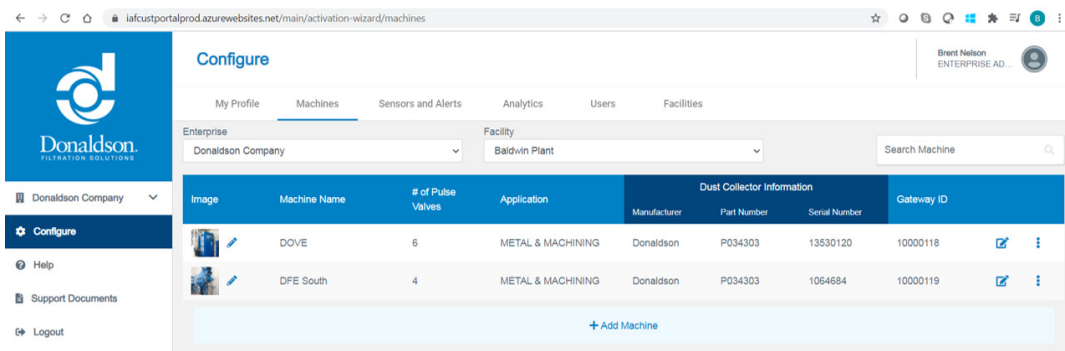 iafcustportalprod.azurewebsites.net/main/activation-wizard/machines
B
Donaldson.
FILTRATION SOLUTIONS
Donaldson Company
Configure
Help
Support Documents
Logout
Configure
Brent Nelson
ENTERPRISE AD...
My Profile Machines Sensors and Alerts Analytics Users Facilities
Enterprise Facility
Donaldson Company Baldwin Plant Search Machine
Image Machine Name # of Pulse Valves Application Dust Collector Information Gateway ID
Manufacturer Part Number Serial Number
DOVE 6 METAL & MACHINING Donaldson P034303 13530120 10000118
DFE South 4 METAL & MACHINING Donaldson P034303 1064684 10000119
+ Add Machine